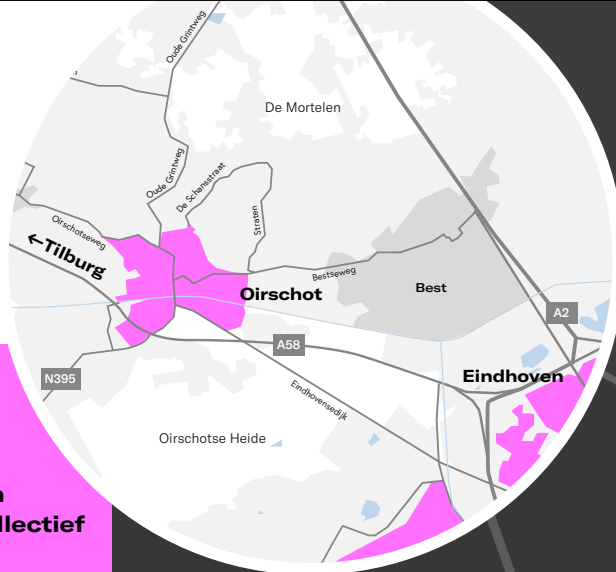 Oude Grintweg
De Mortelen
Oude Grintweg
De Schansstraat
Straten
Oirschotseweg
←Tilburg
Bestseweg
Oirschot
Best
A2
A58
N395
Eindhoven
Eindhovensedijk
Oirschotse Heide
llectief